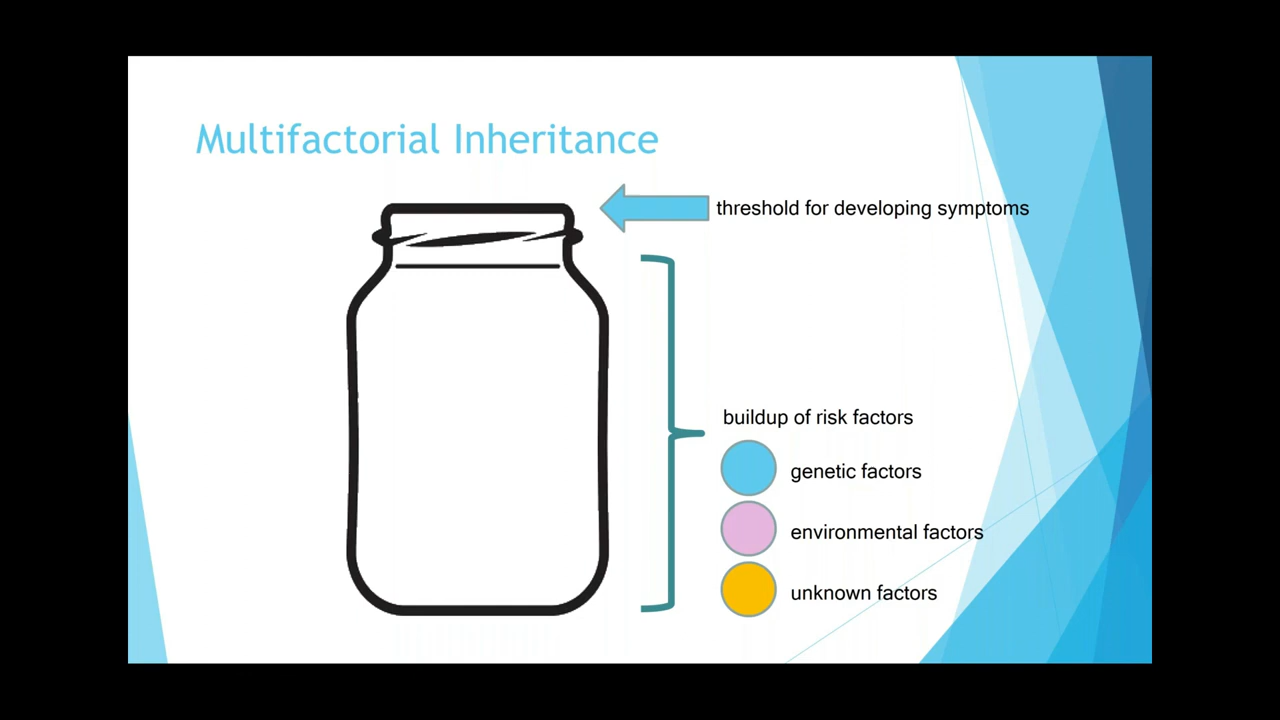 Multifactorial Inheritance
threshold for developing symptoms
buildup of risk factors
genetic factors
environmental factors
unknown factors